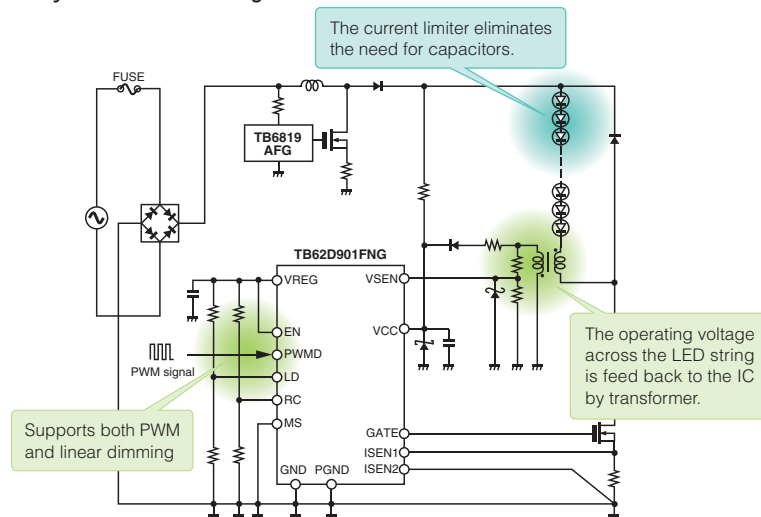 The current limiter eliminates
the need for capacitors.
FUSE
TB6819
AFG
TB62D901FNG
VREG
VSEN
EN
VCC
PWMD
PWM signal
LD
RC
MS
The operating voltage
across the LED string
is feed back to the IC
by transformer.
Supports both PWM
and linear dimming
GATE
ISEN1
ISEN2
GND
PGND